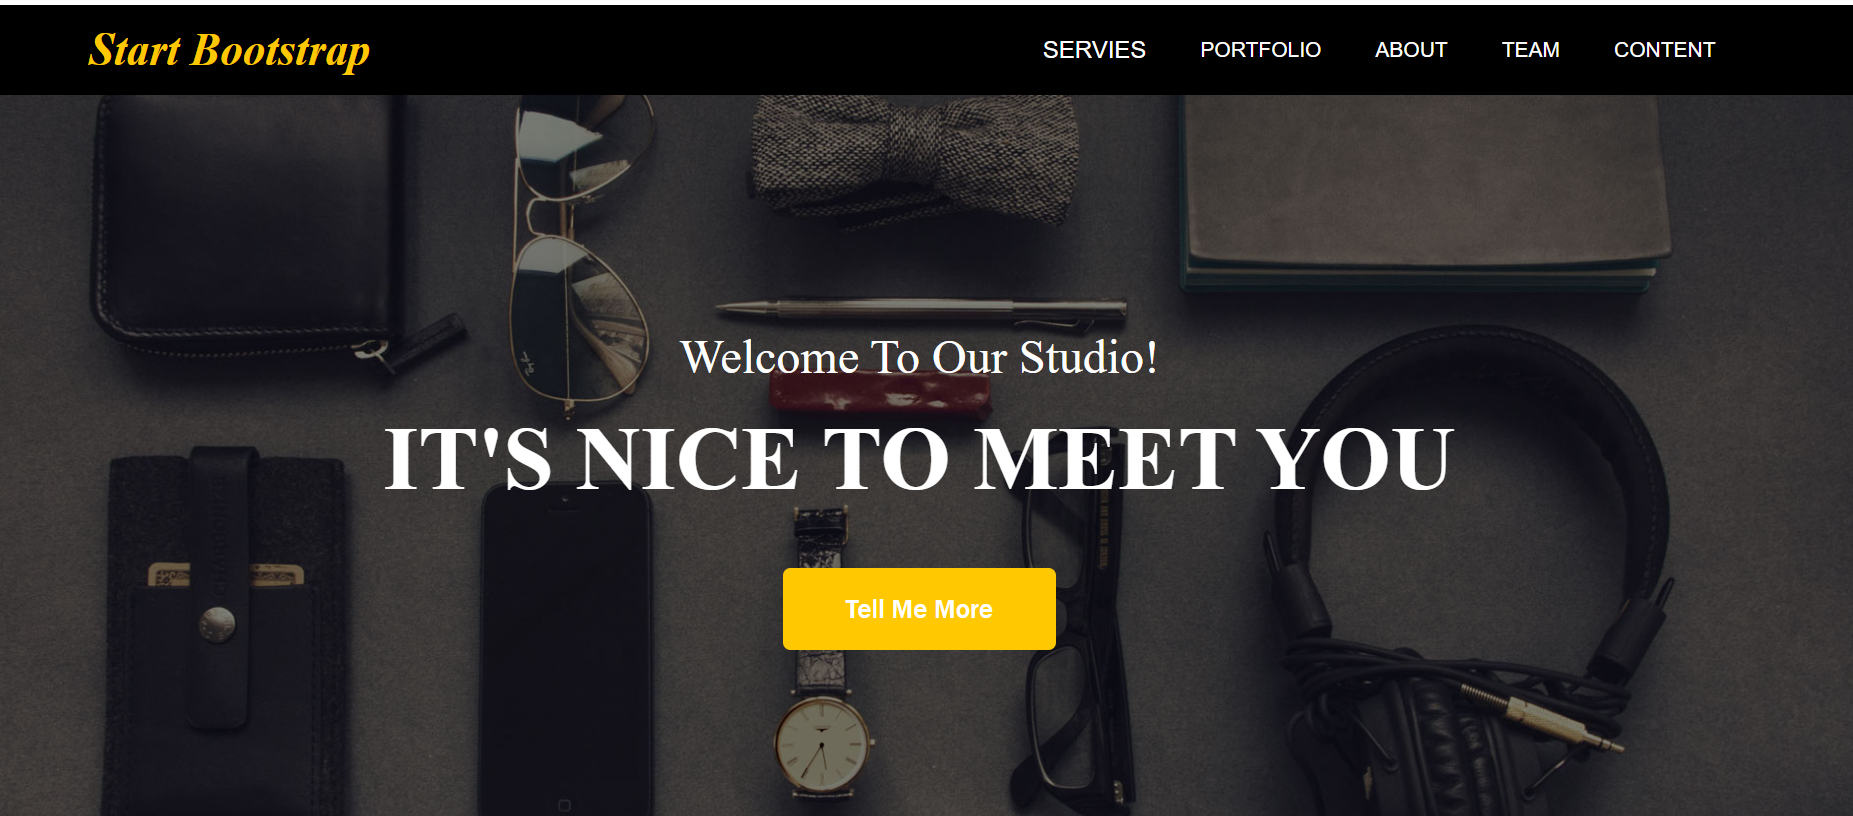 Start Bootstrap
SERVIES PORTFOLIO ABOUT TEAM CONTENT
Welcome To Our Studio!
IT'S NICE TO MEET YOU
Tell Me More